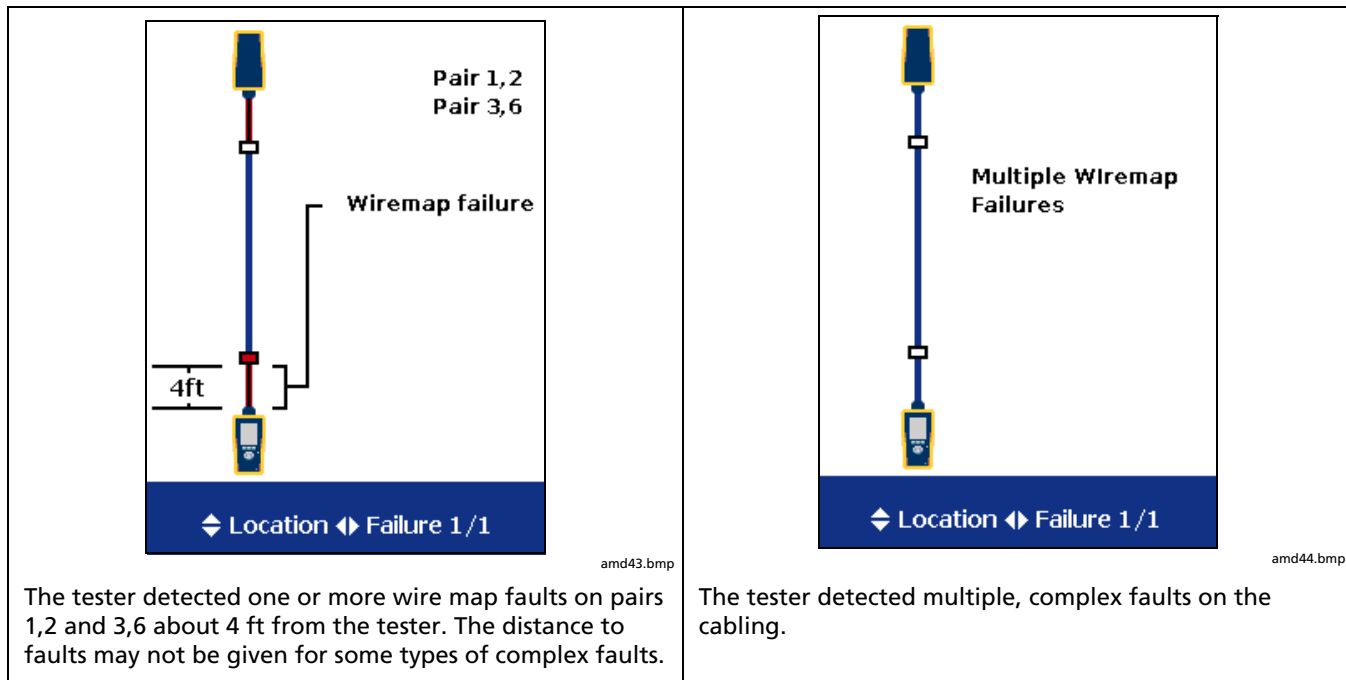 Pair 1,2
Pair 3,6
Wiremap failure
4ft
Location Failure 1/1
amd43.bmp
The tester detected one or more wire map faults on pairs
1,2 and 3,6 about 4 ft from the tester. The distance to
faults may not be given for some types of complex faults.
Multiple WIremap
Failures
Location Failure 1/1
amd44.bmp
The tester detected multiple, complex faults on the
cabling.